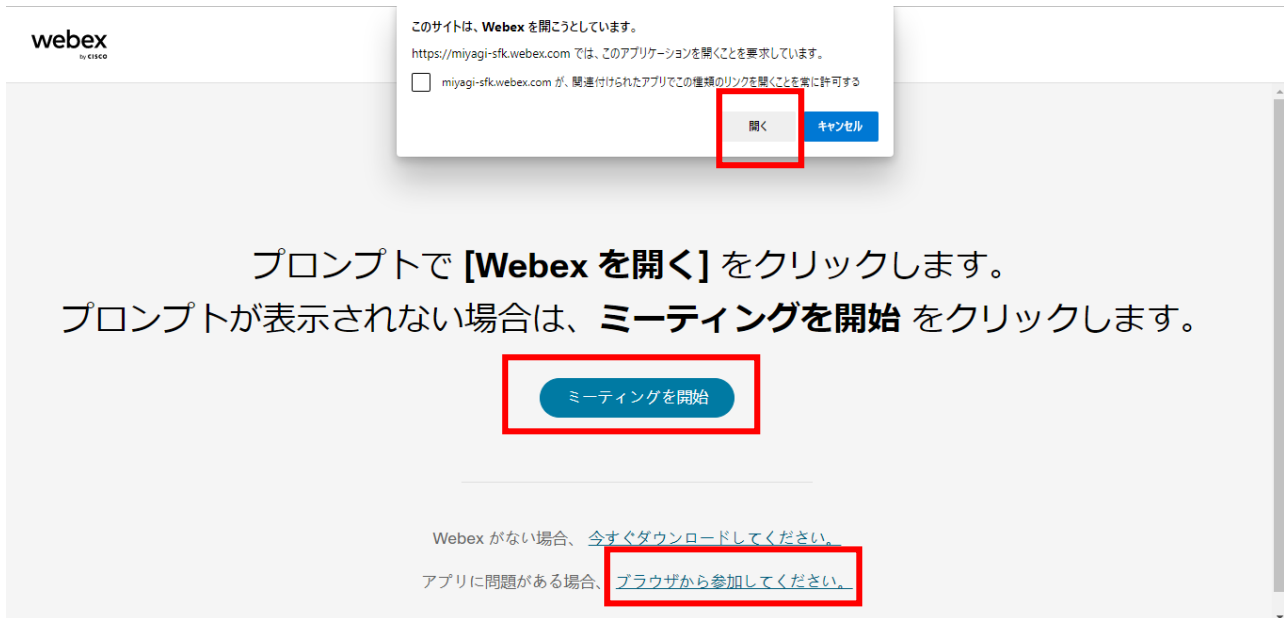 webex
by CISCO
このサイトは、Webex を開こうとしています。
https://miyagi-sfk.webex.com では、このアプリケーションを開くことを要求しています。
miyagi-sfk.webex.com が、関連付けられたアプリでこの種類のリンクを開くことを常に許可する
開く
キャンセル
プロンプトで [Webex を開く] をクリックします。
プロンプトが表示されない場合は、ミーティングを開始 をクリックします。
ミーティングを開始
Webex がない場合、 今すぐダウンロードしてください。
アプリに問題がある場合、 ブラウザから参加してください。